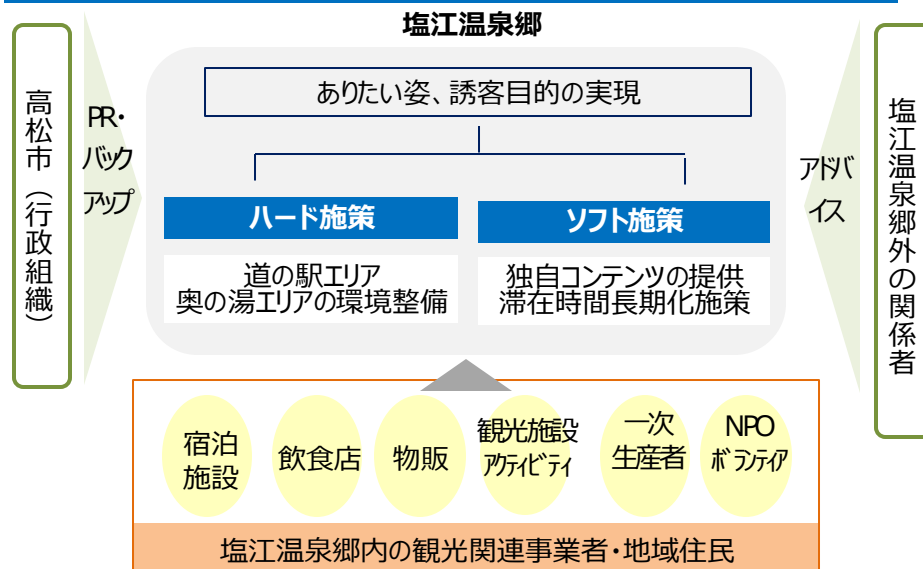 塩江温泉郷
高松市（行政組織）
PR・
バック
アップ
ありたい姿、誘客目的の実現
ハード施策
ソフト施策
道の駅エリア
奥の湯エリアの環境整備
独自コンテンツの提供
滞在時間長期化施策
アドバ
イス
塩江温泉郷外の関係者
宿泊
施設
飲食店
物販
観光施設
アクティビティ
一次
生産者
NPO
ボランティア
塩江温泉郷内の観光関連事業者・地域住民